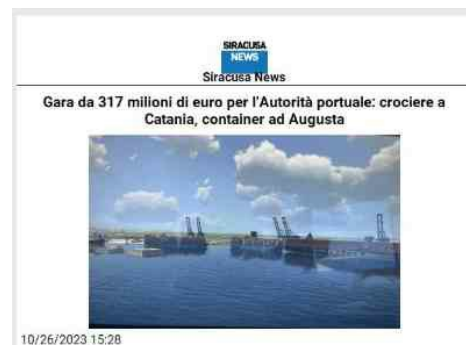 SIRACUSA
NEWS
Siracusa News
Gara da 317 milioni di euro per l'Autorità portuale: crociere a
Catania, container ad Augusta
10/26/2023 15:28